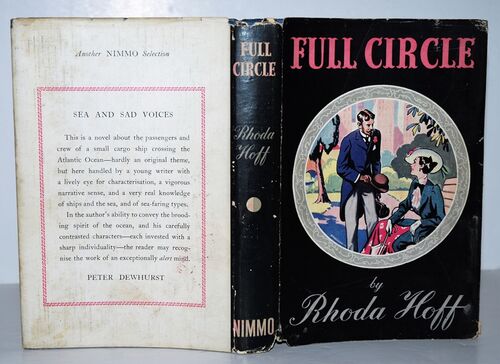 Another NIMMO Selection
SEA AND SAD VOICES
This is a novel about the passengers and
crew of a small cargo ship crossing the
Atlantic Ocean—hardly an original theme,
but here handled by a young writer with
a lively eye for characterisation, a vigorous
narrative sense, and a very real knowledge
of ships and the sea, and of sea-faring types.
In the author's ability to convey the brood-
ing spirit of the ocean, and his carefully
contrasted characters—each invested with a
sharp individuality—the reader may recog-
nise the work of an exceptionally alert mind.
PETER DEWHURST
FULL
CIRCLE
Rhoda
Hoff
NIMMO
FULL CIRCLE
by
Rhoda Hoff